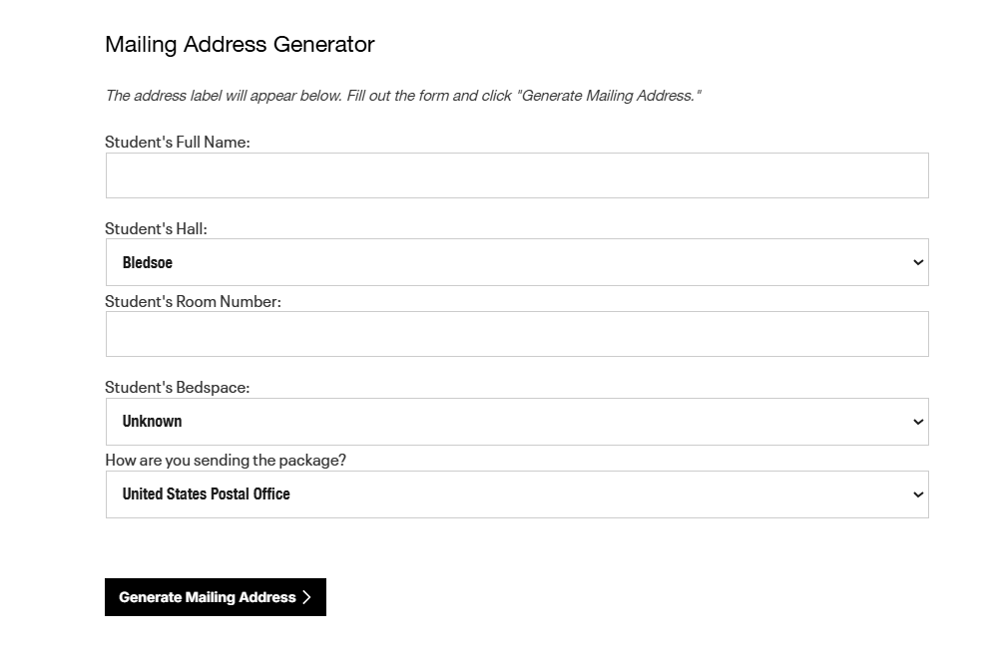 Mailing Address Generator
The address label will appear below. Fill out the form and click "Generate Mailing Address."
Student's Full Name:
Student's Hall:
Bledsoe
Student's Room Number:
Student's Bedspace:
Unknown
How are you sending the package?
United States Postal Office
Generate Mailing Address